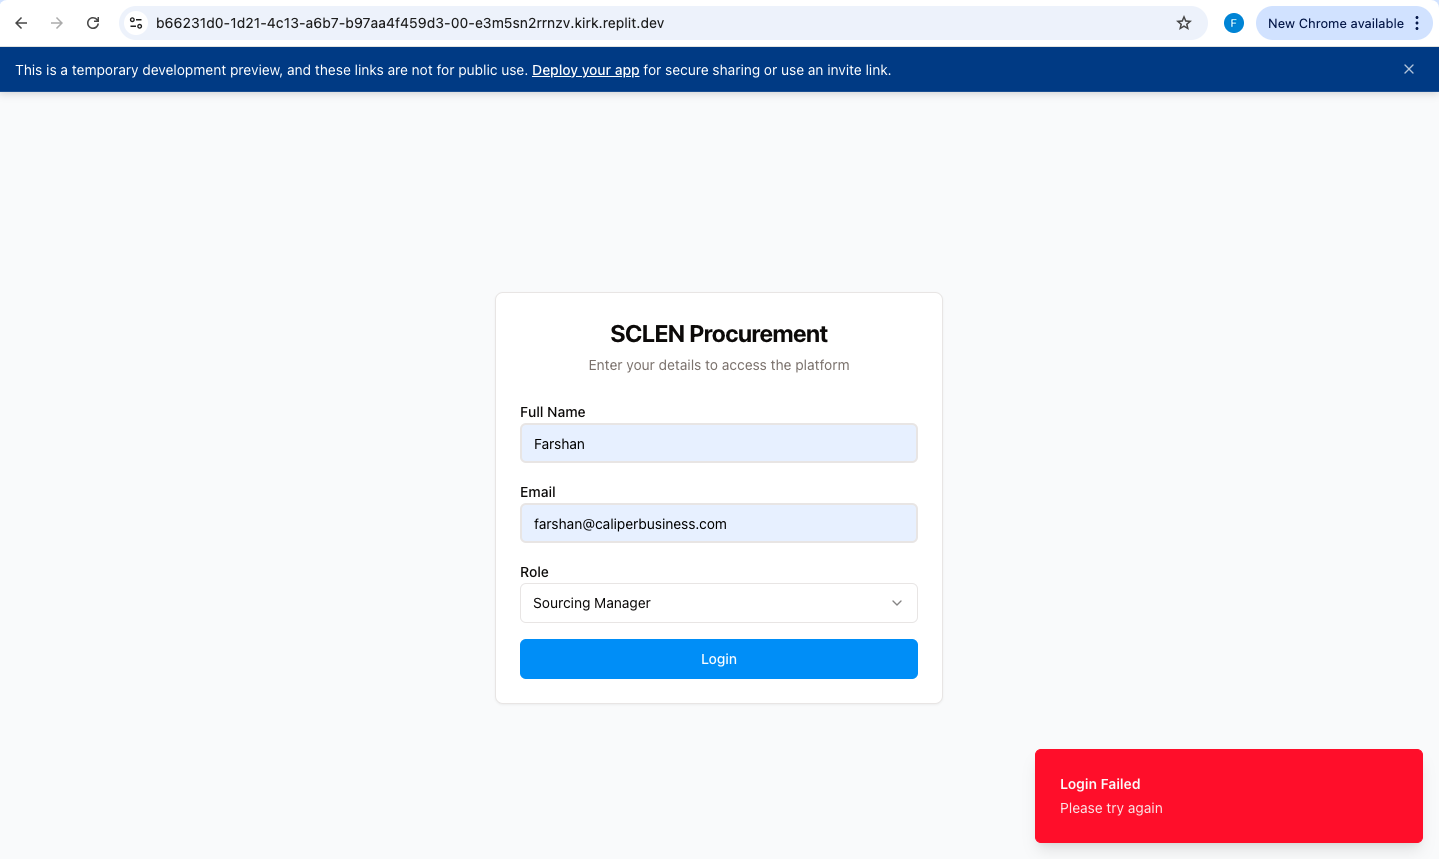 b66231d0-1d21-4c13-a6b7-b97aa4f459d3-00-e3m5sn2rrnzv.kirk.replit.dev
F
New Chrome available
This is a temporary development preview, and these links are not for public use. Deploy your app for secure sharing or use an invite link.
SCLEN Procurement
Enter your details to access the platform
Full Name
Farshan
Email
farshan@caliperbusiness.com
Role
Sourcing Manager
Login
Login Failed
Please try again